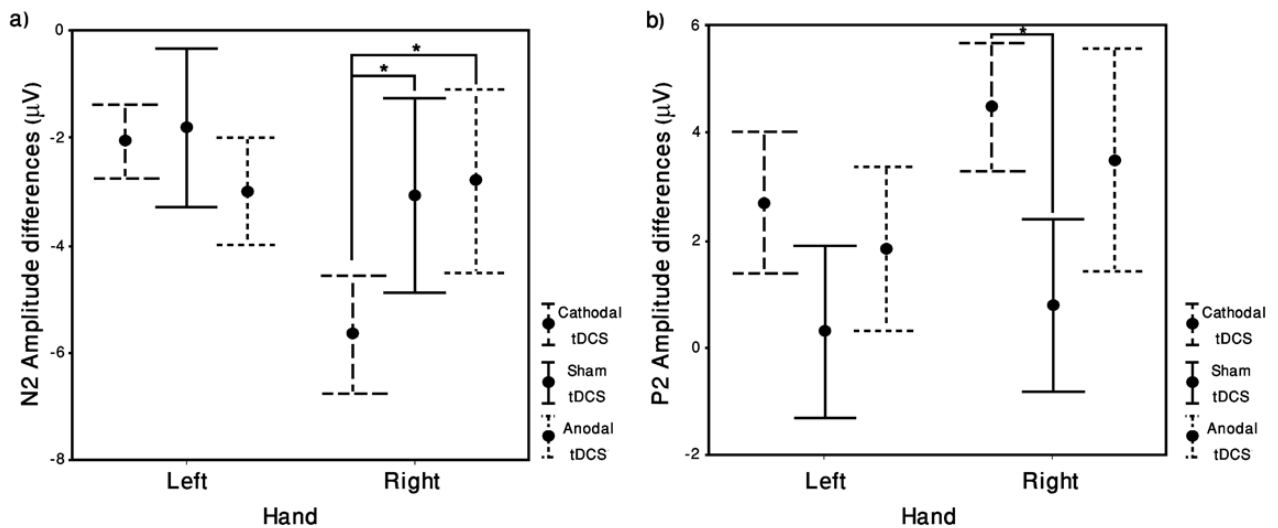 a)
N2 Amplitude differences (μV)
0
-2
-4
-6
-8
*
*
Left
Right
Hand
Cathodal
tDCS
Sham
tDCS
Anodal
tDCS
b)
P2 Amplitude differences (μV)
6
4
2
0
-2
*
Left
Right
Hand
Cathodal
tDCS
Sham
tDCS
Anodal
tDCS